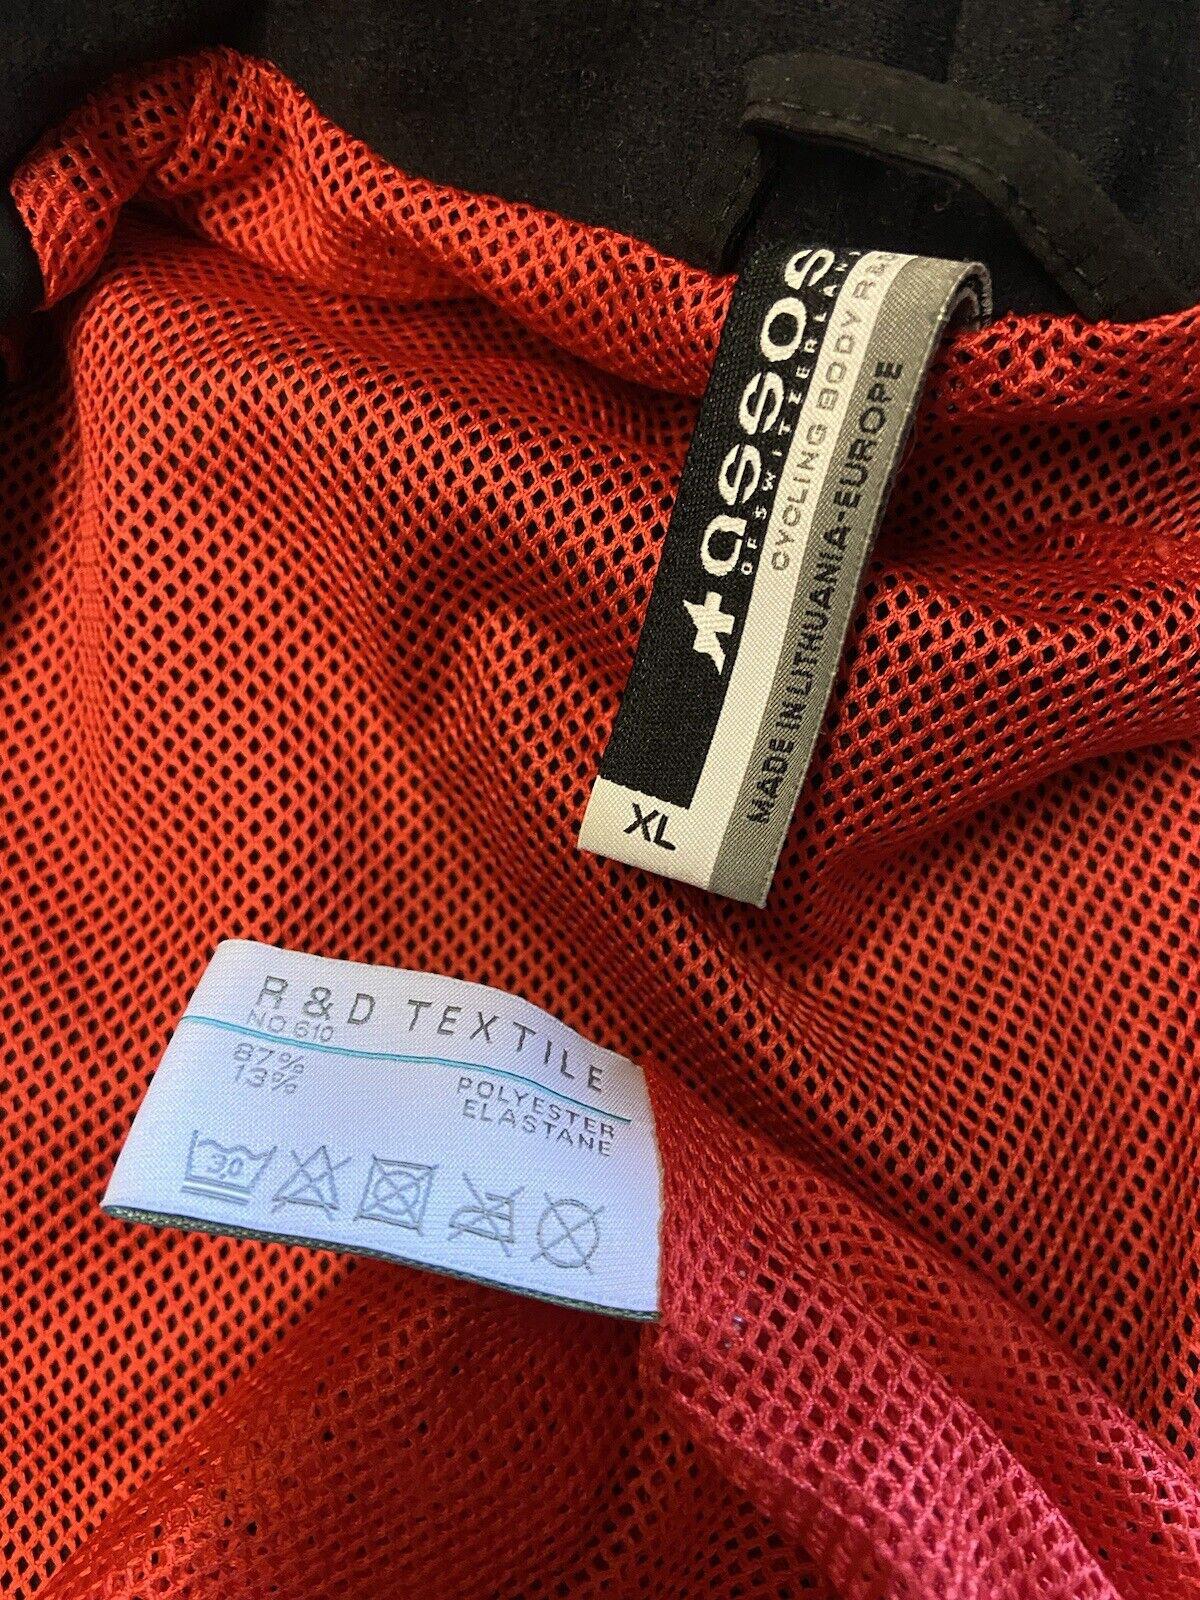 assos
OF SWITZERLAND
CYCLING BODY R&D
MADE IN LITHUANIA-EUROPE
XL
R & D TEXTILE
NO.610
87% POLYESTER
13% ELASTANE
30